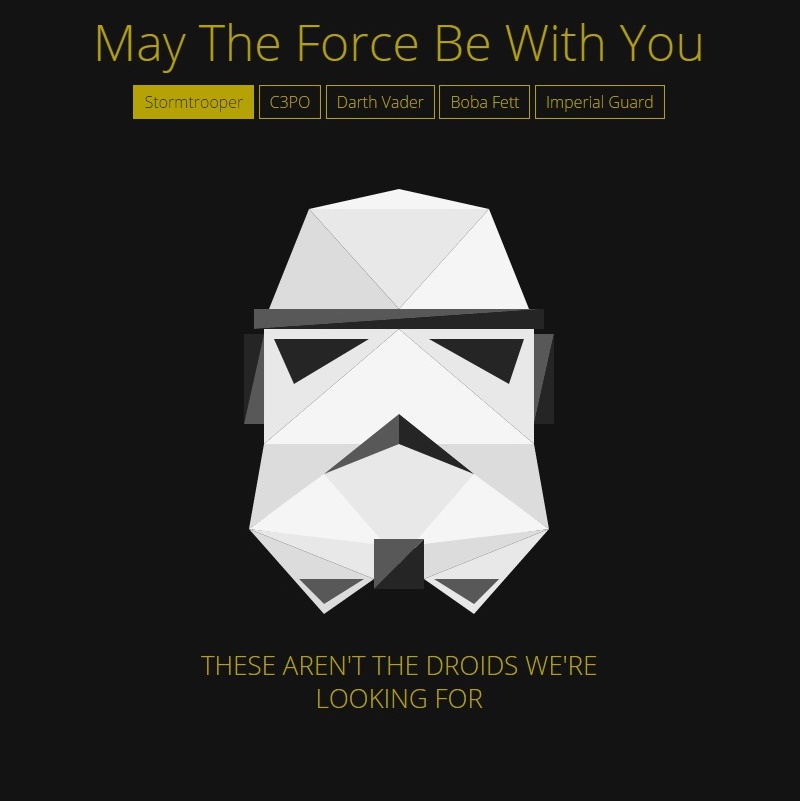 May The Force Be With You
Stormtrooper C3PO Darth Vader Boba Fett Imperial Guard
THESE AREN'T THE DROIDS WE'RE
LOOKING FOR